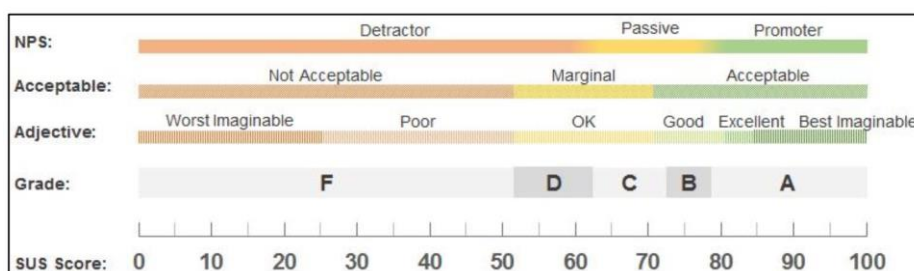 NPS: Detractor Passive Promoter
Acceptable: Not Acceptable Marginal Acceptable
Adjective: Worst Imaginable Poor OK Good Excellent Best Imaginable
Grade: F D C B A
SUS Score: 0 10 20 30 40 50 60 70 80 90 100